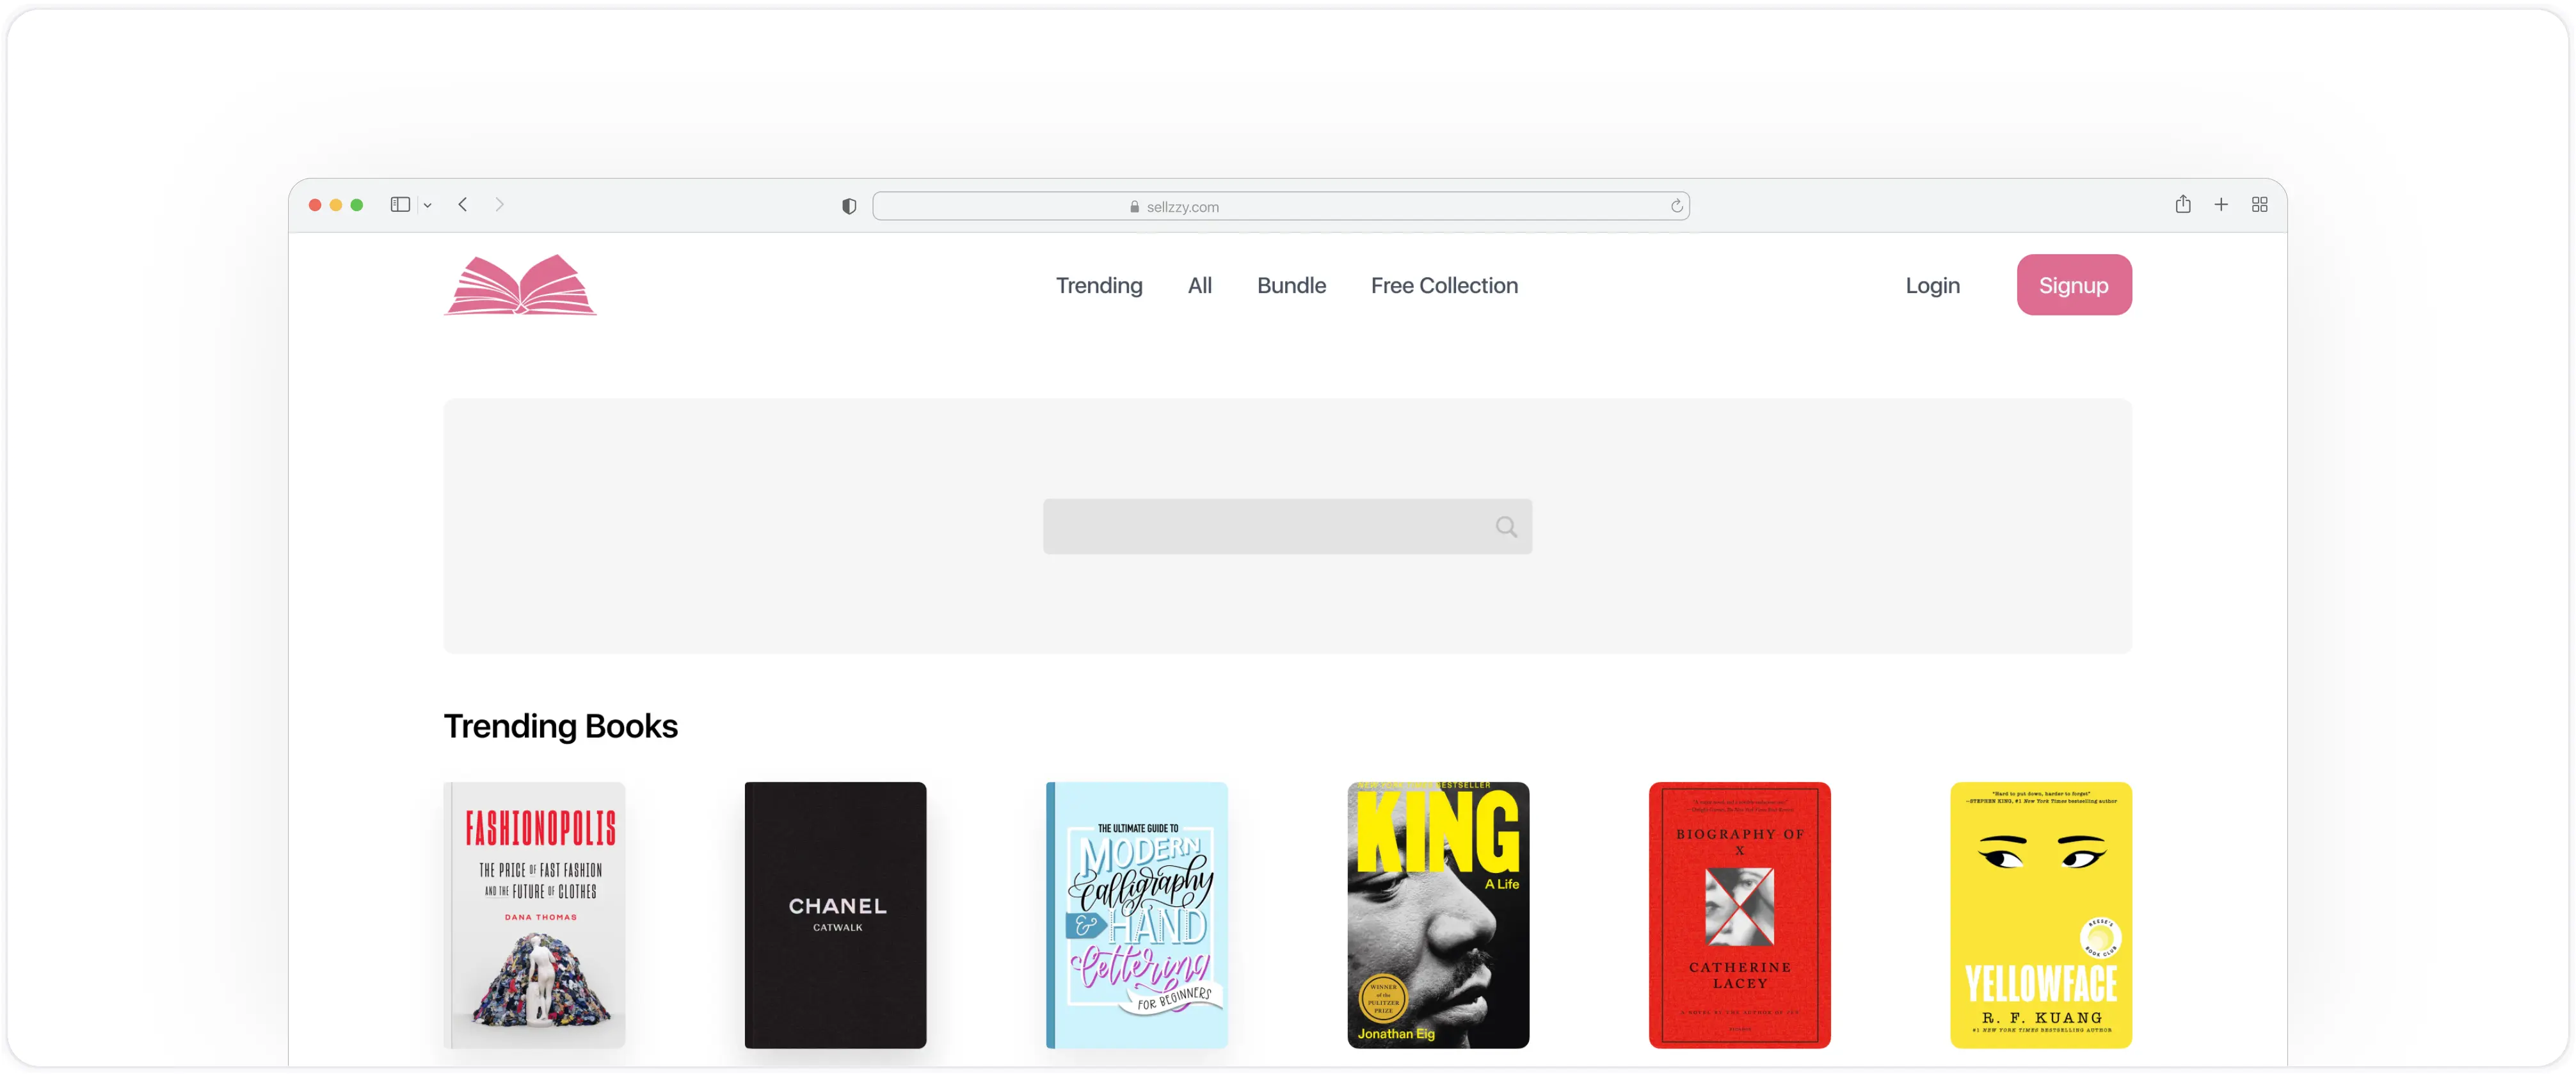 sellzzy.com
Trending All Bundle Free Collection Login Signup
Trending Books
FASHIONOPOLIS
THE PRICE OF FAST FASHION
AND THE FUTURE OF CLOTHES
DANA THOMAS
CHANEL
CATWALK
THE ULTIMATE GUIDE TO
MODERN
Calligraphy
& HAND
Lettering
FOR BEGINNERS
BESTSELLER
KING
A Life
WINNER
of the
PULITZER
PRIZE
Jonathan Eig
BIOGRAPHY OF
X
CATHERINE
LACEY
"Hard to put down, harder to forget"
—STEPHEN KING, #1 New York Times bestselling author
REESE'S
BOOK CLUB
YELLOWFACE
R. F. KUANG
#1 NEW YORK TIMES BESTSELLING AUTHOR